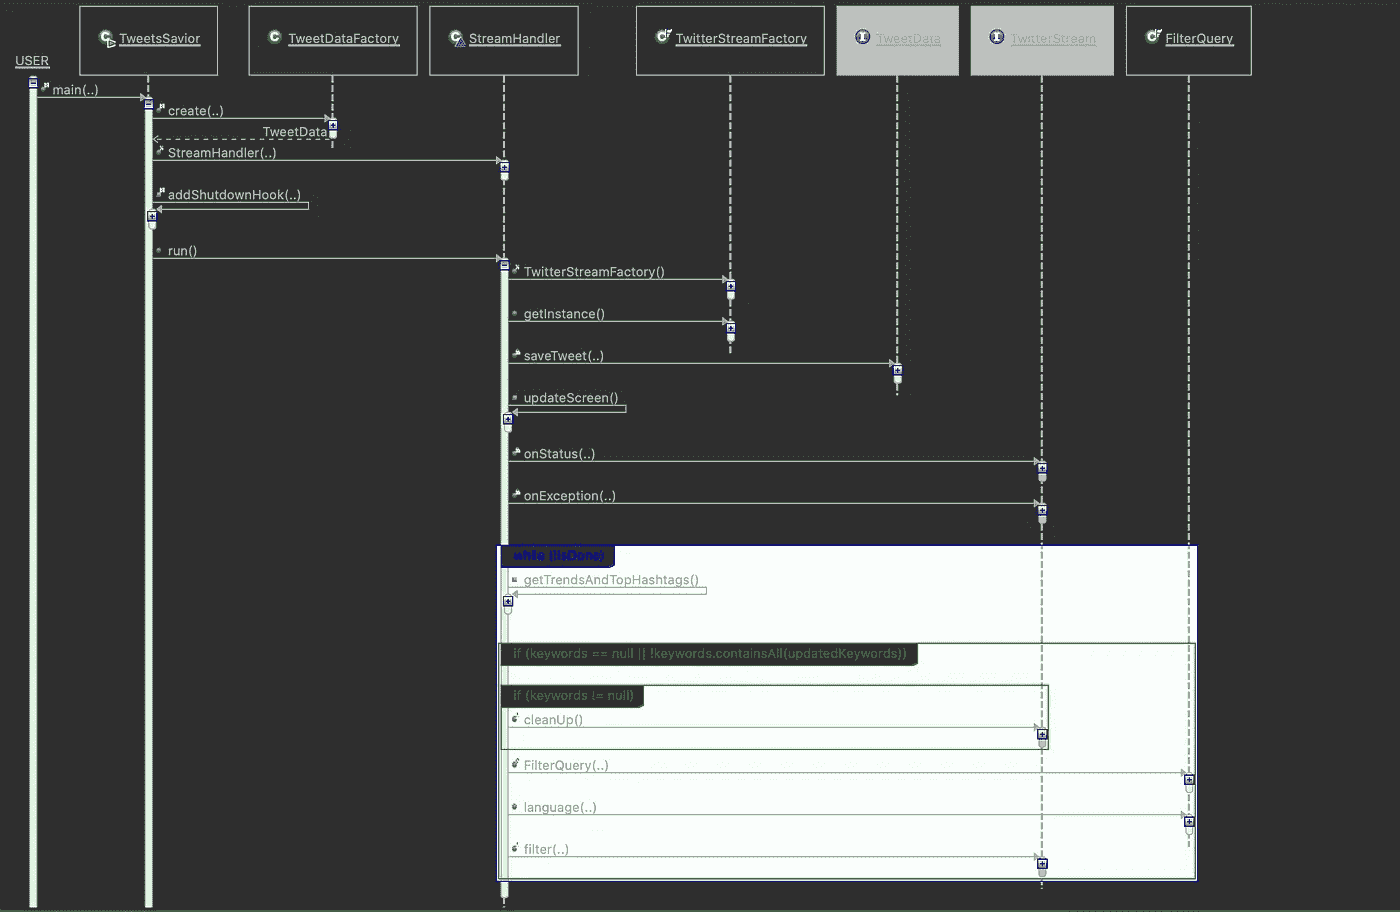 TweetsSavior
TweetDataFactory
StreamHandler
TwitterStreamFactory
TweetData
TwitterStream
FilterQuery
USER
main(..)
create(..)
TweetData
StreamHandler(..)
addShutdownHook(..)
run()
TwitterStreamFactory()
getInstance()
saveTweet(..)
updateScreen()
onStatus(..)
onException(..)
while (!isDone)
getTrendsAndTopHashtags()
if (keywords == null || !keywords.containsAll(updatedKeywords))
if (keywords != null)
cleanUp()
FilterQuery(..)
language(..)
filter(..)